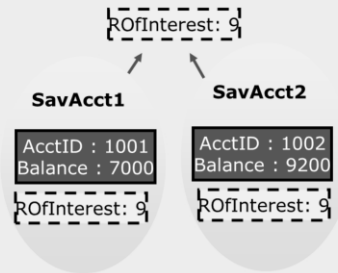 ROfInterest: 9
SavAcct1
AcctID : 1001
Balance : 7000
ROfInterest: 9
SavAcct2
AcctID : 1002
Balance : 9200
ROfInterest: 9